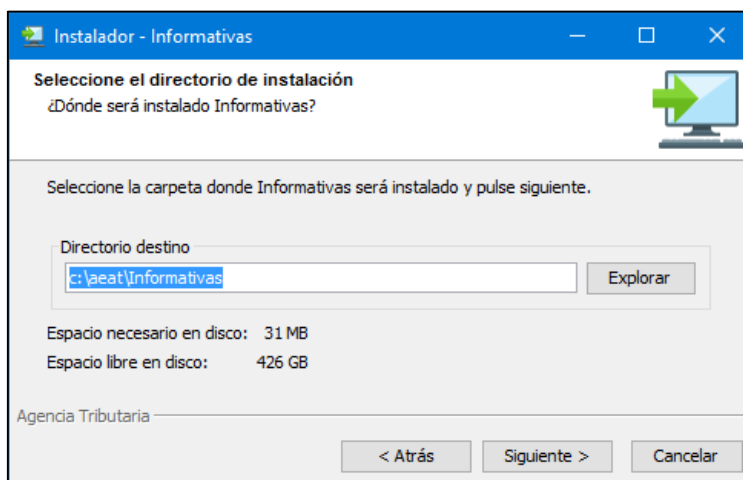 Instalador - Informativas
Seleccione el directorio de instalación
¿Dónde será instalado Informativas?
Seleccione la carpeta donde Informativas será instalado y pulse siguiente.
Directorio destino
c:\aeat\Informativas
Explorar
Espacio necesario en disco: 31 MB
Espacio libre en disco: 426 GB
Agencia Tributaria
< Atrás Siguiente > Cancelar